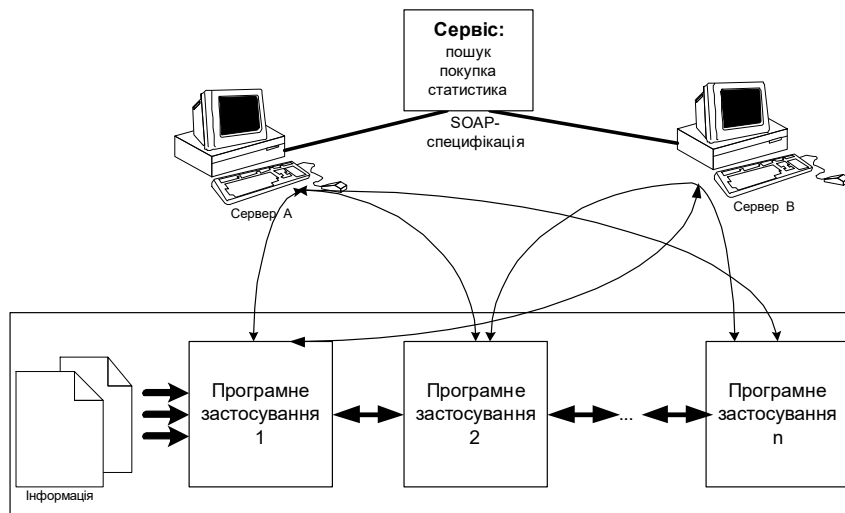 Сервіс:
пошук
покупка
статистика
SOAP-
специфікація
Сервер А
Сервер В
Програмне
застосування
1
Програмне
застосування
2
...
Програмне
застосування
n
Інформація